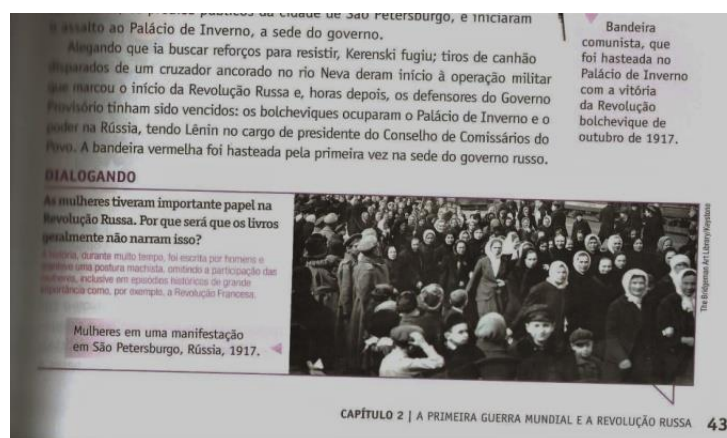 públicos da cidade de São Petersburgo, e iniciaram
o assalto ao Palácio de Inverno, a sede do governo.
Alegando que ia buscar reforços para resistir, Kerenski fugiu; tiros de canhão
disparados de um cruzador ancorado no rio Neva deram início à operação militar
que marcou o início da Revolução Russa e, horas depois, os defensores do Governo
Provisório tinham sido vencidos: os bolcheviques ocuparam o Palácio de Inverno e o
poder na Rússia, tendo Lênin no cargo de presidente do Conselho de Comissários do
Povo. A bandeira vermelha foi hasteada pela primeira vez na sede do governo russo.
Bandeira
comunista, que
foi hasteada no
Palácio de Inverno
com a vitória
da Revolução
bolchevique de
outubro de 1917.
DIALOGANDO
As mulheres tiveram importante papel na
Revolução Russa. Por que será que os livros
geralmente não narram isso?
A história, durante muito tempo, foi escrita por homens e
uma postura machista, omitindo a participação das
mulheres, inclusive em episódios históricos de grande
importância como, por exemplo, a Revolução Francesa.
Mulheres em uma manifestação
em São Petersburgo, Rússia, 1917.
The Bridgeman Art Library/Keystone
CAPÍTULO 2 | A PRIMEIRA GUERRA MUNDIAL E A REVOLUÇÃO RUSSA 43